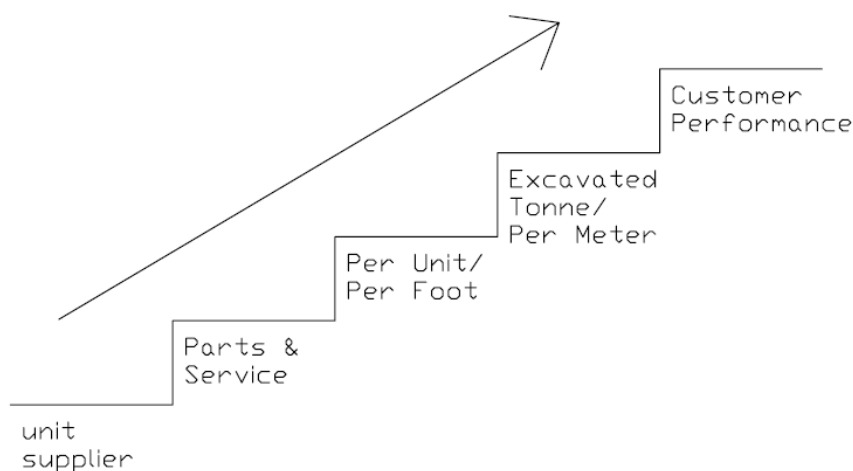 Customer
Performance
Excavated
Tonne/
Per Meter
Per Unit/
Per Foot
Parts &
Service
unit
supplier